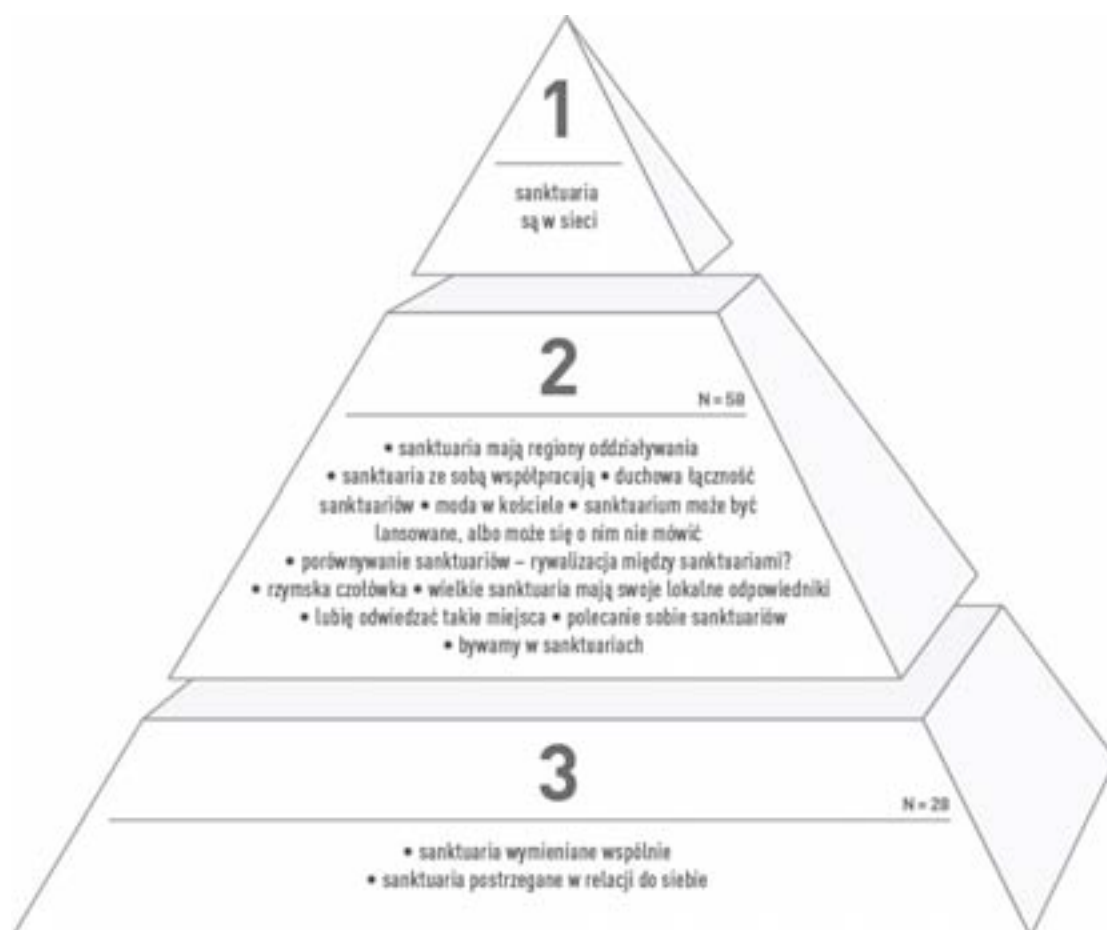 1
sanktuaria
są w sieci
2
N = 58
• sanktuaria mają regiony oddziaływania
• sanktuaria ze sobą współpracują • duchowa łączność
sanktuariów • moda w kościele • sanktuarium może być
lansowane, albo może się o nim nie mówić
• porównywanie sanktuariów – rywalizacja między sanktuariami?
• rzymska czołówka • wielkie sanktuaria mają swoje lokalne odpowiedniki
• lubię odwiedzać takie miejsca • polecanie sobie sanktuariów
• bywamy w sanktuariach
3
N = 28
• sanktuaria wymieniane wspólnie
• sanktuaria postrzegane w relacji do siebie